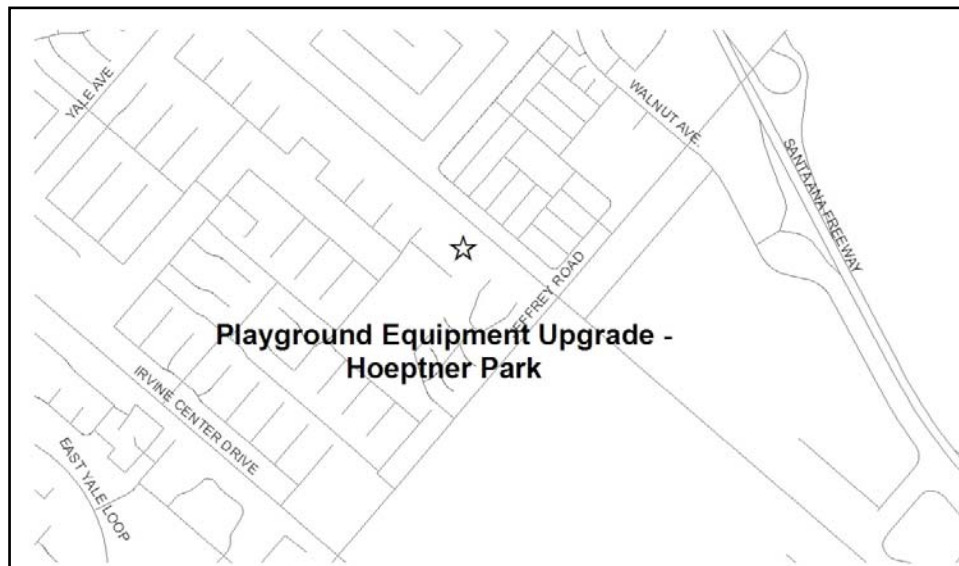 YALE AVE
WALNUT AVE.
SANTA ANA FREEWAY
JEFFREY ROAD
Playground Equipment Upgrade -
Hoeptner Park
IRVINE CENTER DRIVE
EAST YALE LOOP